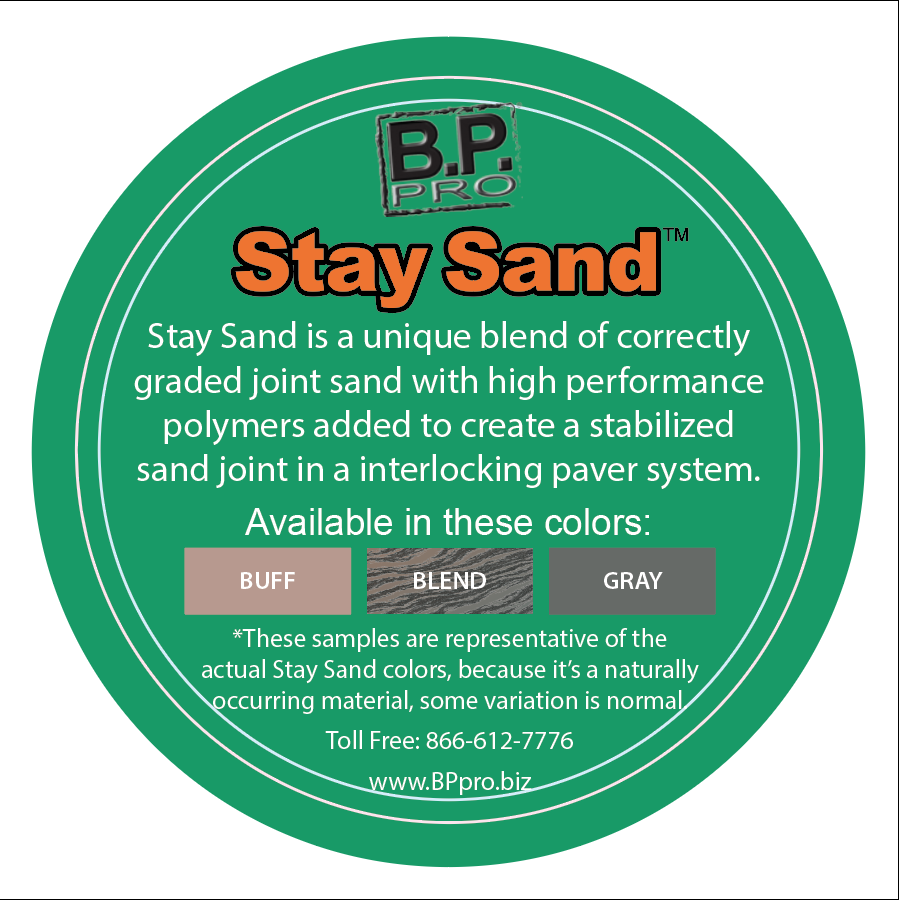 B.P.
PRO
Stay Sand™
Stay Sand is a unique blend of correctly
graded joint sand with high performance
polymers added to create a stabilized
sand joint in a interlocking paver system.
Available in these colors:
BUFF BLEND GRAY
*These samples are representative of the
actual Stay Sand colors, because it’s a naturally
occurring material, some variation is normal.
Toll Free: 866-612-7776
www.BPpro.biz